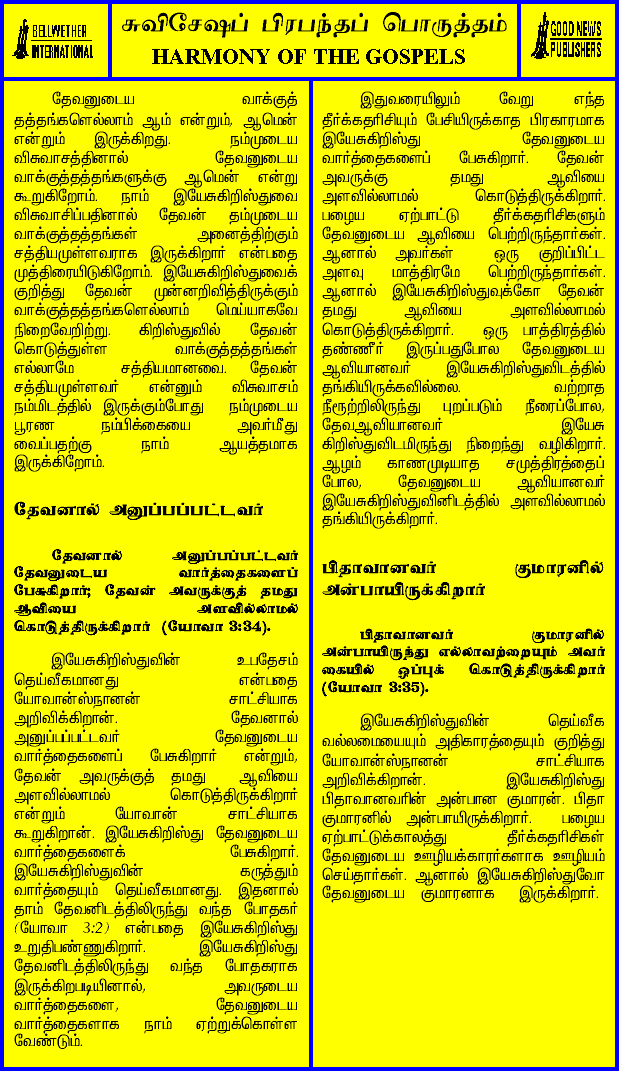 BELLWETHER
INTERNATIONAL
சுவிசேஷப் பிரபந்தப் பொருத்தம்
HARMONY OF THE GOSPELS
GOOD NEWS
PUBLISHERS
தேவனுடைய வாக்குத்
தத்தங்களெல்லாம் ஆம் என்றும், ஆமென்
என்றும் இருக்கிறது. நம்முடைய
விசுவாசத்தினால் தேவனுடைய
வாக்குத்தத்தங்களுக்கு ஆமென் என்று
கூறுகிறோம். நாம் இயேசுகிறிஸ்துவை
விசுவாசிப்பதினால் தேவன் தம்முடைய
வாக்குத்தத்தங்கள் அனைத்திற்கும்
சத்தியமுள்ளவராக இருக்கிறார் என்பதை
முத்திரையிடுகிறோம். இயேசுகிறிஸ்துவைக்
குறித்து தேவன் முன்னறிவித்திருக்கும்
வாக்குத்தத்தங்களெல்லாம் மெய்யாகவே
நிறைவேறிற்று. கிறிஸ்துவில் தேவன்
கொடுத்துள்ள வாக்குத்தத்தங்கள்
எல்லாமே சத்தியமானவை. தேவன்
சத்தியமுள்ளவர் என்னும் விசுவாசம்
நம்மிடத்தில் இருக்கும்போது நம்முடைய
பூரண நம்பிக்கையை அவர்மீது
வைப்பதற்கு நாம் ஆயத்தமாக
இருக்கிறோம்.
தேவனால் அனுப்பப்பட்டவர்
தேவனால் அனுப்பப்பட்டவர்
தேவனுடைய வார்த்தைகளைப்
பேசுகிறார்; தேவன் அவருக்குத் தமது
ஆவியை அளவில்லாமல்
கொடுத்திருக்கிறார் (யோவா 3:34).
இயேசுகிறிஸ்துவின் உபதேசம்
தெய்வீகமானது என்பதை
யோவான்ஸ்நானன் சாட்சியாக
அறிவிக்கிறான். தேவனால்
அனுப்பப்பட்டவர் தேவனுடைய
வார்த்தைகளைப் பேசுகிறார் என்றும்,
தேவன் அவருக்குத் தமது ஆவியை
அளவில்லாமல் கொடுத்திருக்கிறார்
என்றும் யோவான் சாட்சியாக
கூறுகிறான். இயேசுகிறிஸ்து தேவனுடைய
வார்த்தைகளைக் பேசுகிறார்.
இயேசுகிறிஸ்துவின் கருத்தும்
வார்த்தையும் தெய்வீகமானது. இதனால்
தாம் தேவனிடத்திலிருந்து வந்த போதகர்
(யோவா 3:2) என்பதை இயேசுகிறிஸ்து
உறுதிபண்ணுகிறார். இயேசுகிறிஸ்து
தேவனிடத்திலிருந்து வந்த போதகராக
இருக்கிறபடியினால், அவருடைய
வார்த்தைகளை, தேவனுடைய
வார்த்தைகளாக நாம் ஏற்றுக்கொள்ள
வேண்டும்.
இதுவரையிலும் வேறு எந்த
தீர்க்கதரிசியும் பேசியிருக்காத பிரகாரமாக
இயேசுகிறிஸ்து தேவனுடைய
வார்த்தைகளைப் பேசுகிறார். தேவன்
அவருக்கு தமது ஆவியை
அளவில்லாமல் கொடுத்திருக்கிறார்.
பழைய ஏற்பாட்டு தீர்க்கதரிசிகளும்
தேவனுடைய ஆவியை பெற்றிருந்தார்கள்.
ஆனால் அவர்கள் ஒரு குறிப்பிட்ட
அளவு மாத்திரமே பெற்றிருந்தார்கள்.
ஆனால் இயேசுகிறிஸ்துவுக்கோ தேவன்
தமது ஆவியை அளவில்லாமல்
கொடுத்திருக்கிறார். ஒரு பாத்திரத்தில்
தண்ணீர் இருப்பதுபோல தேவனுடைய
ஆவியானவர் இயேசுகிறிஸ்துவிடத்தில்
தங்கியிருக்கவில்லை. வற்றாத
நீரூற்றிலிருந்து புறப்படும் நீரைப்போல,
தேவஆவியானவர் இயேசு
கிறிஸ்துவிடமிருந்து நிறைந்து வழிகிறார்.
ஆழம் காணமுடியாத சமுத்திரத்தைப்
போல, தேவனுடைய ஆவியானவர்
இயேசுகிறிஸ்துவினிடத்தில் அளவில்லாமல்
தங்கியிருக்கிறார்.
பிதாவானவர் குமாரனில்
அன்பாயிருக்கிறார்
பிதாவானவர் குமாரனில்
அன்பாயிருந்து எல்லாவற்றையும் அவர்
கையில் ஒப்புக் கொடுத்திருக்கிறார்
(யோவா 3:35).
இயேசுகிறிஸ்துவின் தெய்வீக
வல்லமையையும் அதிகாரத்தையும் குறித்து
யோவான்ஸ்நானன் சாட்சியாக
அறிவிக்கிறான். இயேசுகிறிஸ்து
பிதாவானவரின் அன்பான குமாரன். பிதா
குமாரனில் அன்பாயிருக்கிறார். பழைய
ஏற்பாட்டுக்காலத்து தீர்க்கதரிசிகள்
தேவனுடைய ஊழியக்காரர்களாக ஊழியம்
செய்தார்கள். ஆனால் இயேசுகிறிஸ்துவோ
தேவனுடைய குமாரனாக இருக்கிறார்.